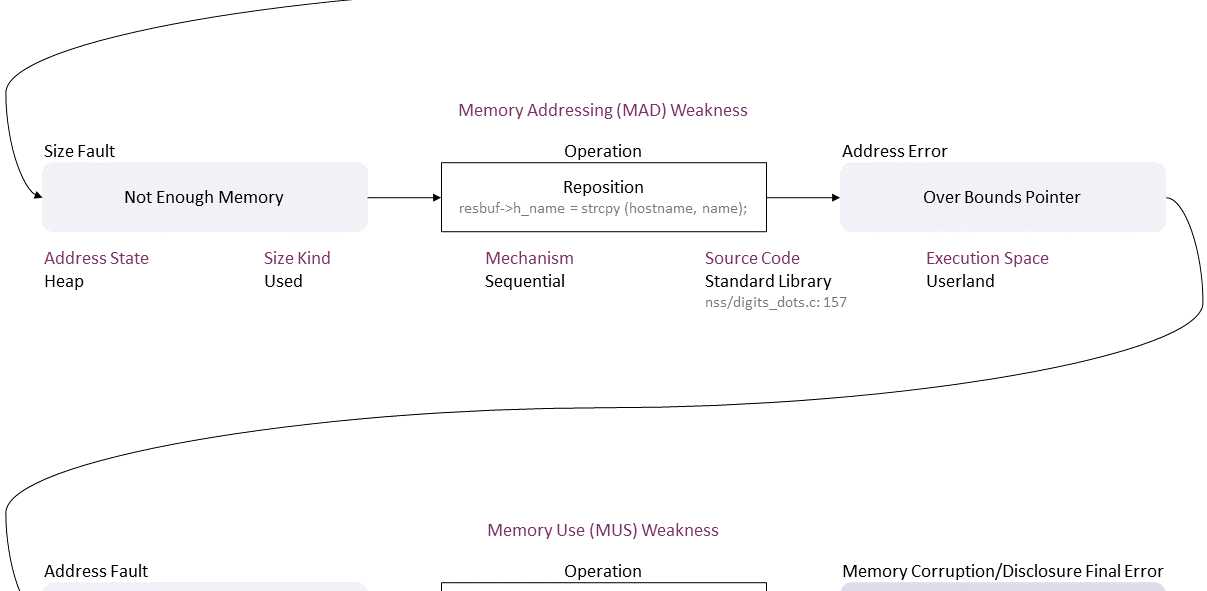 Memory Addressing (MAD) Weakness
Size Fault
Operation
Address Error
Not Enough Memory
Reposition
resbuf->h_name = strcpy (hostname, name);
Over Bounds Pointer
Address State
Size Kind
Mechanism
Source Code
Execution Space
Heap
Used
Sequential
Standard Library
Userland
nss/digits_dots.c: 157
Memory Use (MUS) Weakness
Address Fault
Operation
Memory Corruption/Disclosure Final Error